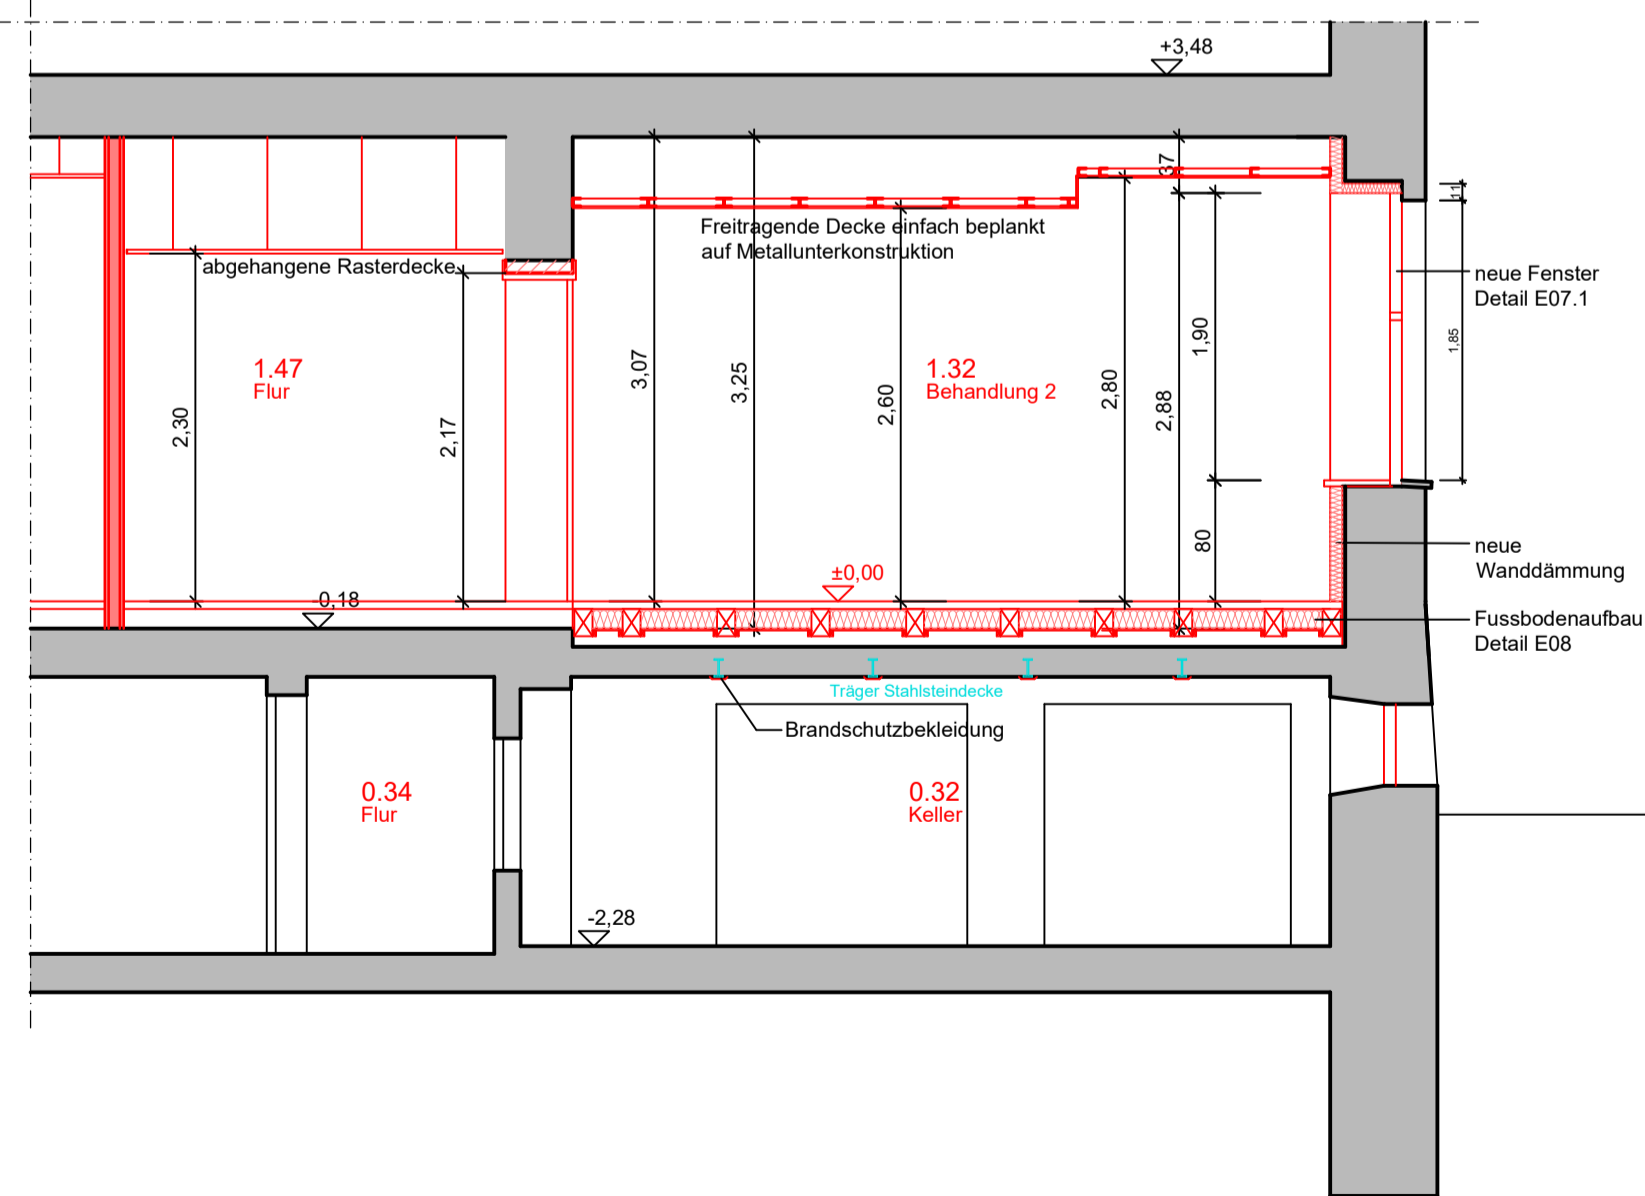 +3,48
37
11
Freitragende Decke einfach beplankt
auf Metallunterkonstruktion
abgehangene Rasterdecke
neue Fenster
Detail E07.1
1.47
Flur
2,30
2,17
3,07
3,25
2,60
1.32
Behandlung 2
2,80
2,88
1,90
1,85
80
neue
Wanddämmung
±0,00
-0,18
Fussbodenaufbau
Detail E08
Träger Stahlsteindecke
Brandschutzbekleidung
0.34
Flur
0.32
Keller
-2,28